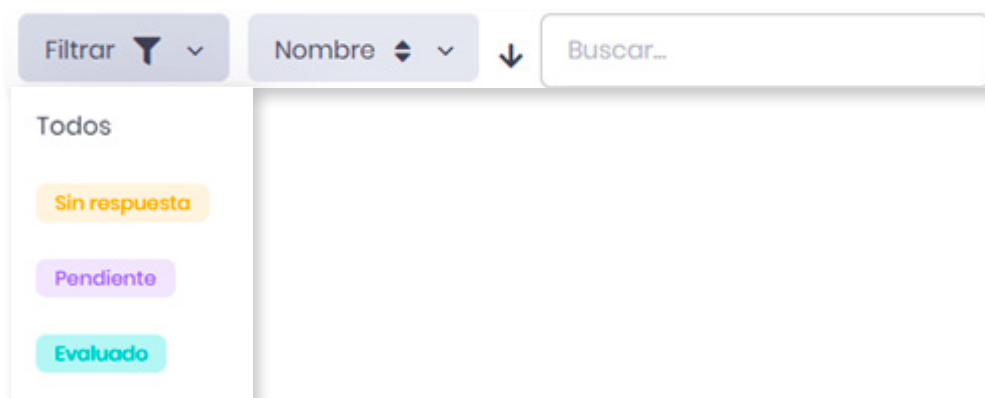 Filtrar Nombre Buscar...
Todos
Sin respuesta
Pendiente
Evaluado